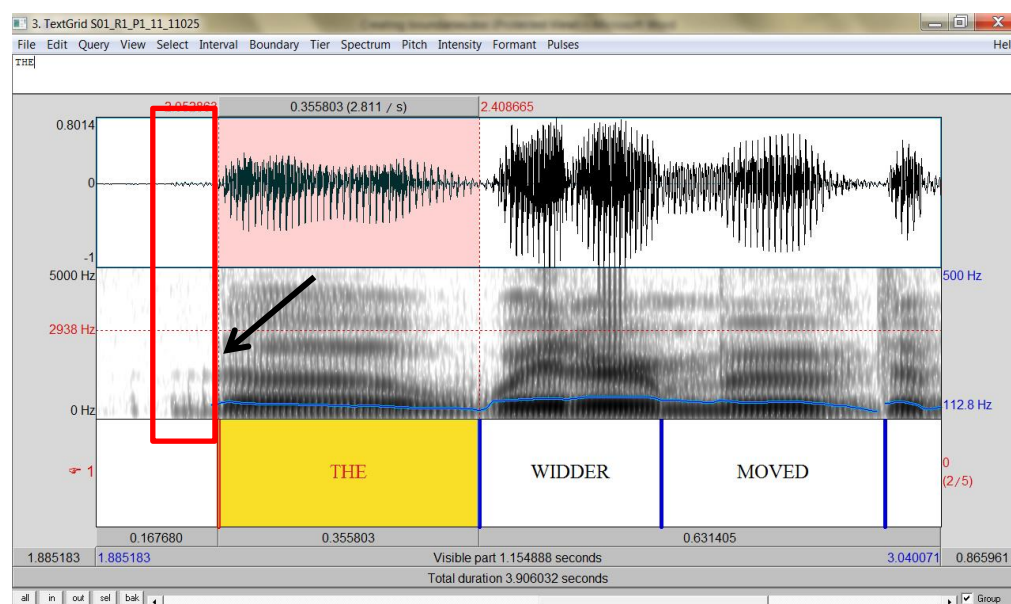 3. TextGrid S01_R1_P1_11_11025
File Edit Query View Select Interval Boundary Tier Spectrum Pitch Intensity Formant Pulses Hel
THE
2.052863 0.355803 (2.811 / s) 2.408665
0.8014
0
-1
5000 Hz 500 Hz
2938 Hz
0 Hz 112.8 Hz
1 THE WIDDER MOVED 0
(2/5)
0.167680 0.355803 0.631405
1.885183 1.885183 Visible part 1.154888 seconds 3.040071 0.865961
Total duration 3.906032 seconds
all in out sel bak Group